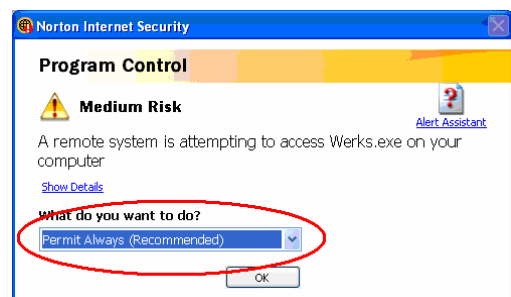 Norton Internet Security
Program Control
Medium Risk
Alert Assistant
A remote system is attempting to access Werks.exe on your
computer
Show Details
What do you want to do?
Permit Always (Recommended)
OK